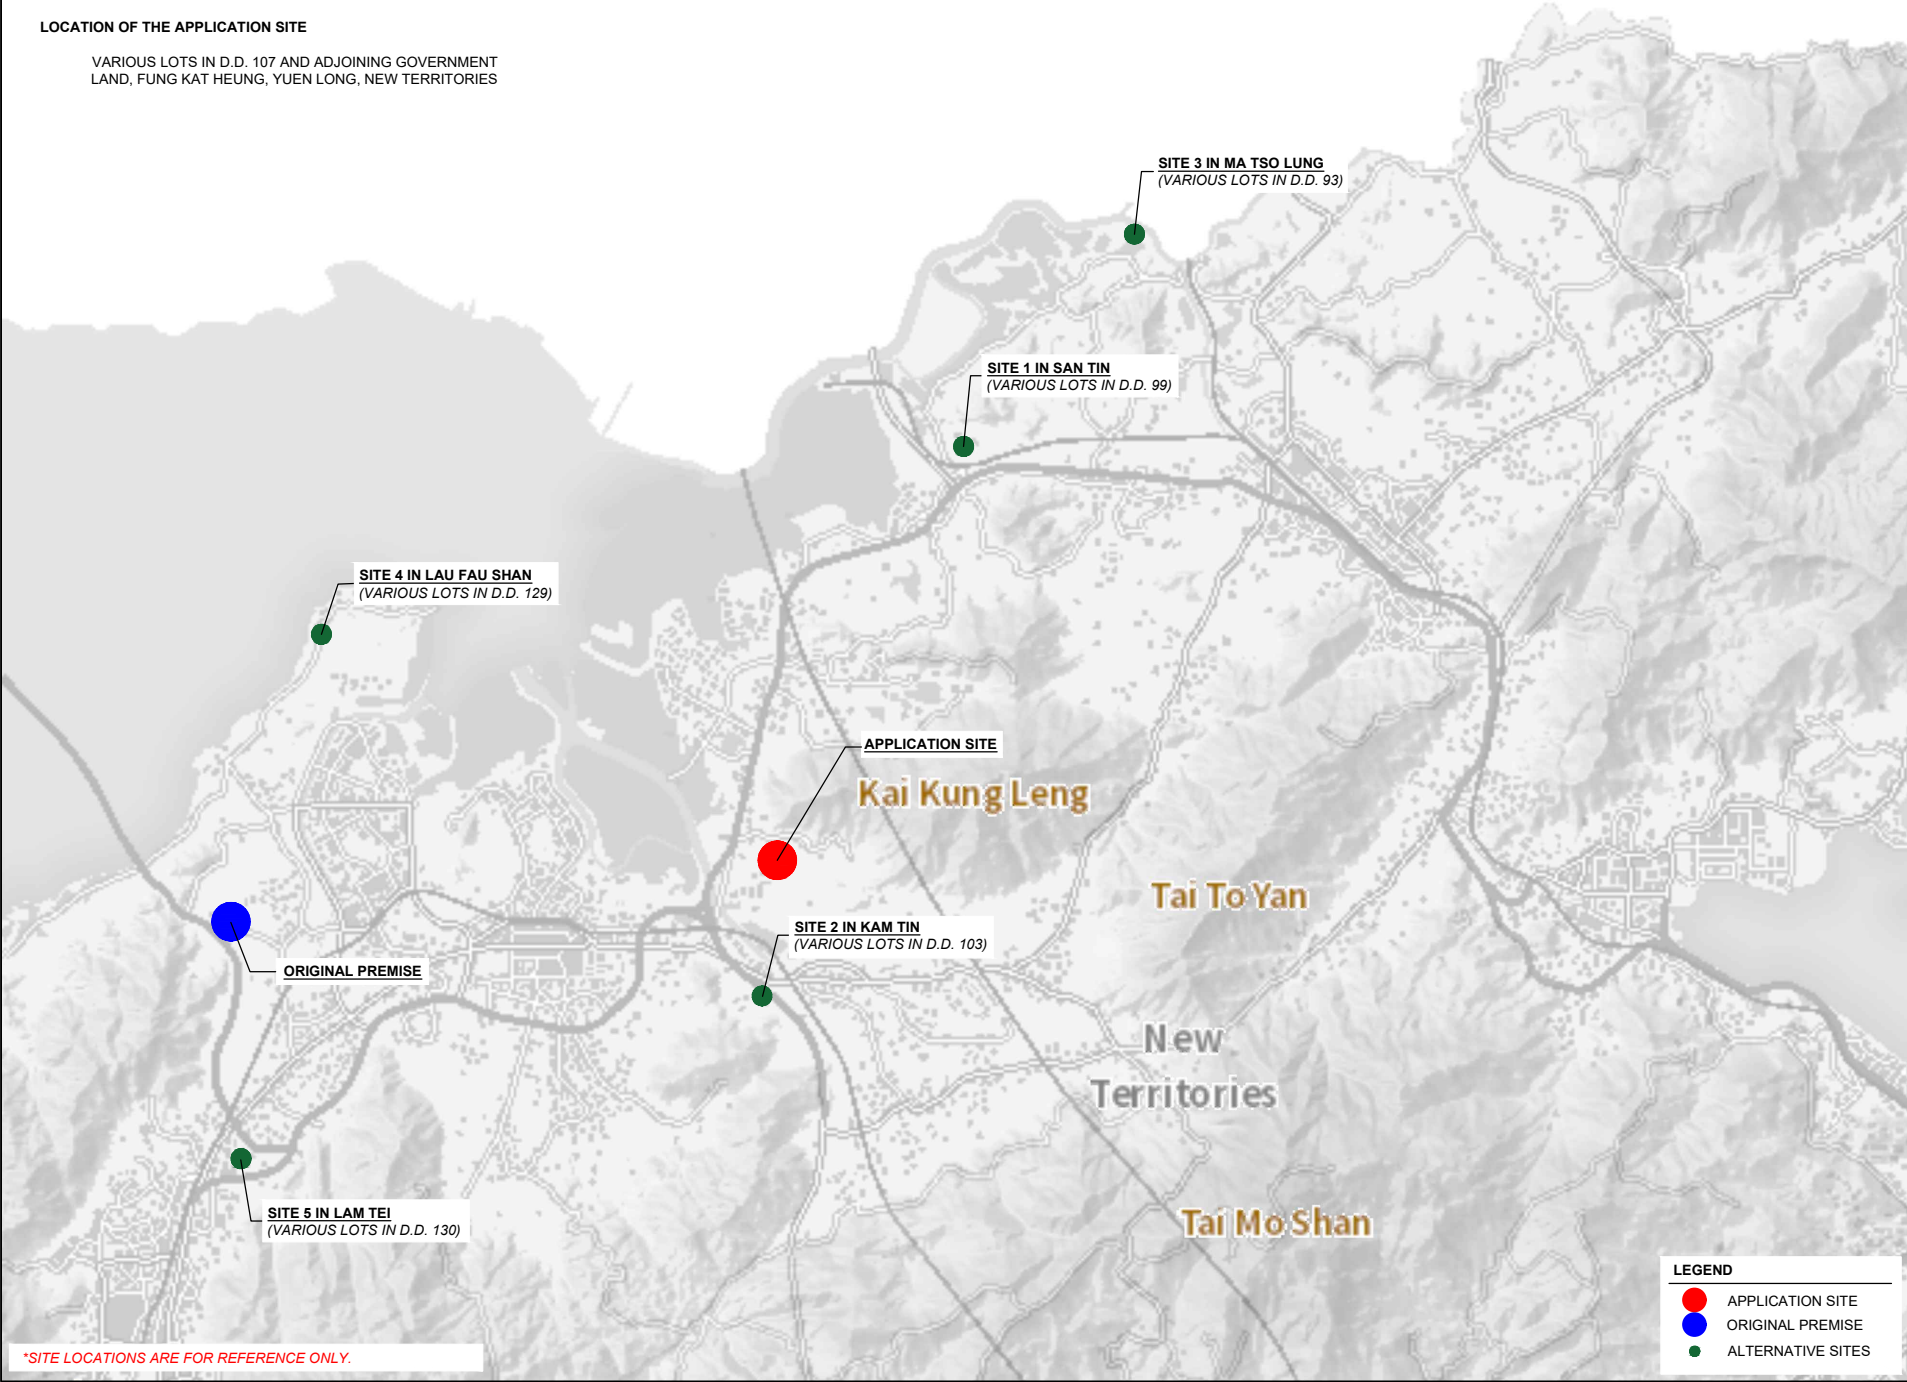 LOCATION OF THE APPLICATION SITE
VARIOUS LOTS IN D.D. 107 AND ADJOINING GOVERNMENT
LAND, FUNG KAT HEUNG, YUEN LONG, NEW TERRITORIES
SITE 3 IN MA TSO LUNG
(VARIOUS LOTS IN D.D. 93)
SITE 1 IN SAN TIN
(VARIOUS LOTS IN D.D. 99)
SITE 4 IN LAU FAU SHAN
(VARIOUS LOTS IN D.D. 129)
APPLICATION SITE
Kai Kung Leng
Tai To Yan
SITE 2 IN KAM TIN
(VARIOUS LOTS IN D.D. 103)
ORIGINAL PREMISE
New
Territories
SITE 5 IN LAM TEI
(VARIOUS LOTS IN D.D. 130)
Tai Mo Shan
LEGEND
APPLICATION SITE
ORIGINAL PREMISE
ALTERNATIVE SITES
*SITE LOCATIONS ARE FOR REFERENCE ONLY.